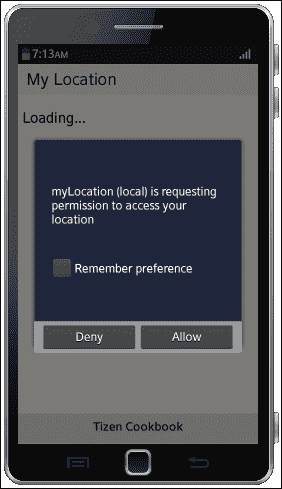 7:13AM
My Location
Loading...
myLocation (local) is requesting
permission to access your
location
Remember preference
Deny
Allow
Tizen Cookbook